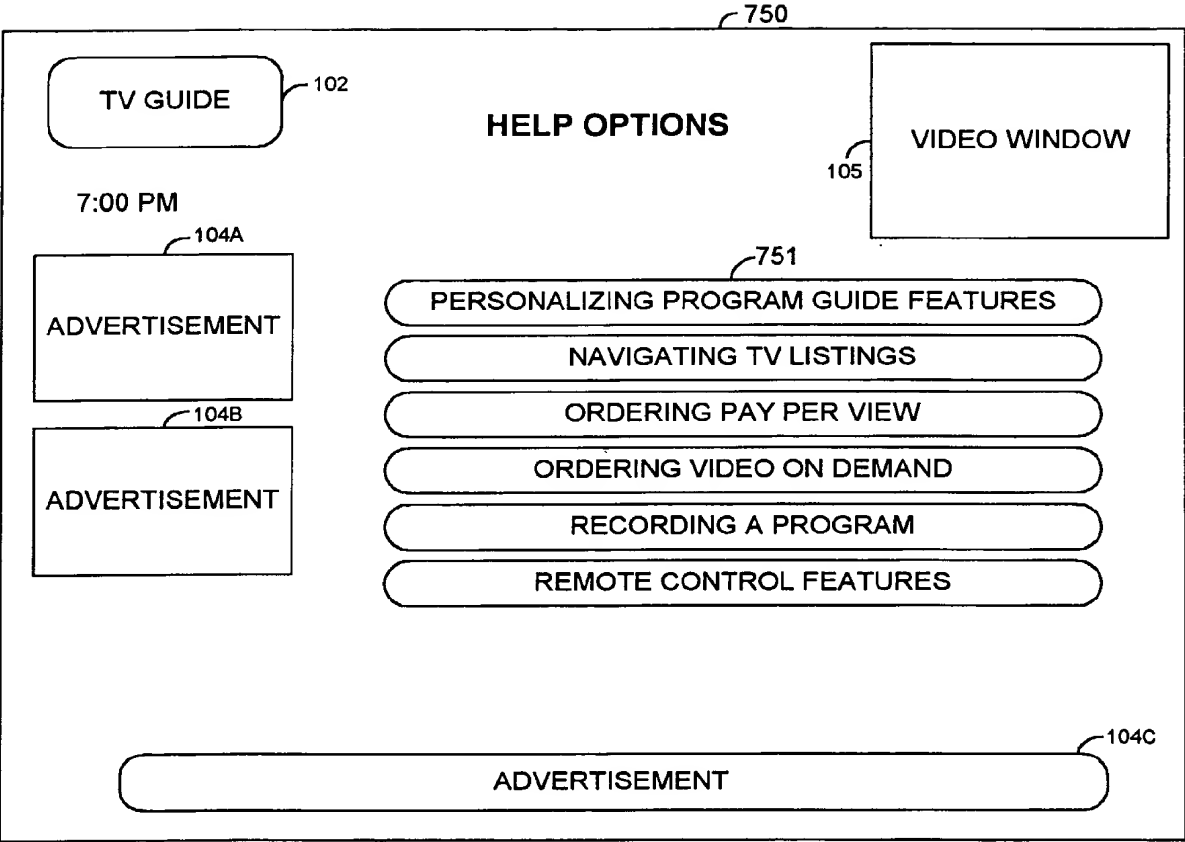 750
TV GUIDE
102
HELP OPTIONS
VIDEO WINDOW
105
7:00 PM
104A
ADVERTISEMENT
751
PERSONALIZING PROGRAM GUIDE FEATURES
NAVIGATING TV LISTINGS
ORDERING PAY PER VIEW
104B
ADVERTISEMENT
ORDERING VIDEO ON DEMAND
RECORDING A PROGRAM
REMOTE CONTROL FEATURES
104C
ADVERTISEMENT